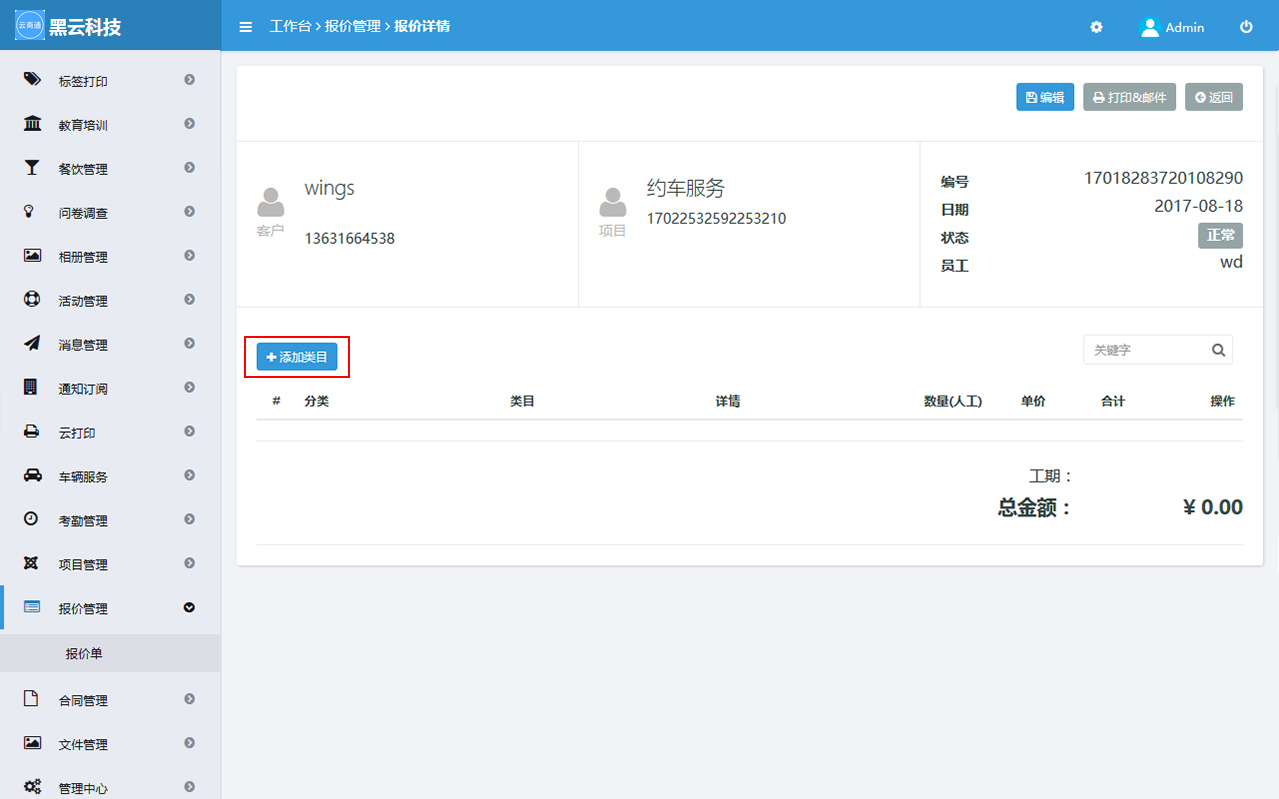 云商通 黑云科技
工作台 > 报价管理 > 报价详情
Admin
标签打印
教育培训
餐饮管理
问卷调查
相册管理
活动管理
消息管理
通知订阅
云打印
车辆服务
考勤管理
项目管理
报价管理
报价单
合同管理
文件管理
管理中心
编辑 打印&邮件 返回
wings
客户
13631664538
约车服务
项目
17022532592253210
编号 17018283720108290
日期 2017-08-18
状态 正常
员工 wd
添加类目
关键字
# 分类 类目 详情 数量(人工) 单价 合计 操作
工期：
总金额： ¥ 0.00